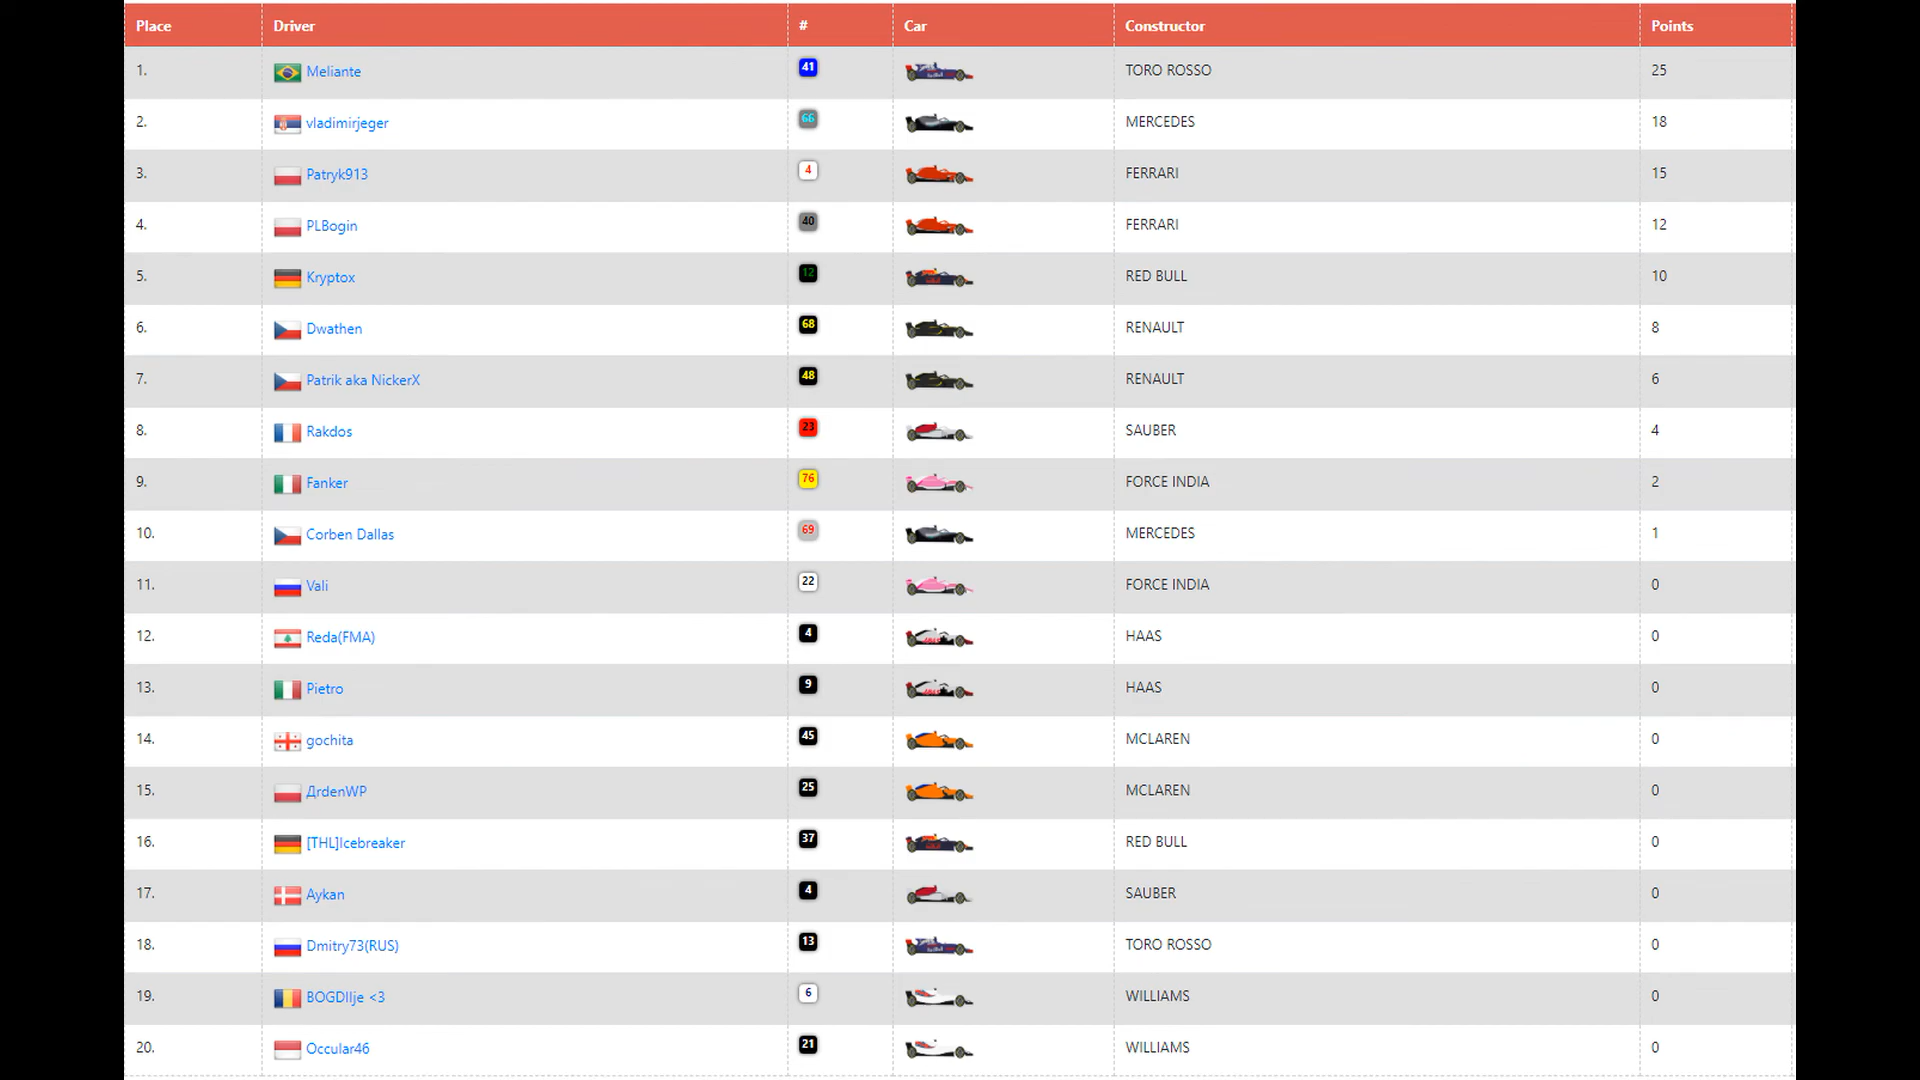 Place Driver # Car Constructor Points
1. Meliante 41 TORO ROSSO 25
2. vladimirjeger 66 MERCEDES 18
3. Patryk913 4 FERRARI 15
4. PLBogin 40 FERRARI 12
5. Kryptox 12 RED BULL 10
6. Dwathen 68 RENAULT 8
7. Patrik aka NickerX 48 RENAULT 6
8. Rakdos 23 SAUBER 4
9. Fanker 76 FORCE INDIA 2
10. Corben Dallas 69 MERCEDES 1
11. Vali 22 FORCE INDIA 0
12. Reda(FMA) 4 HAAS 0
13. Pietro 9 HAAS 0
14. gochita 45 MCLAREN 0
15. ДrdenWP 25 MCLAREN 0
16. [THL]Icebreaker 37 RED BULL 0
17. Aykan 4 SAUBER 0
18. Dmitry73(RUS) 13 TORO ROSSO 0
19. BOGDIIje <3 6 WILLIAMS 0
20. Occular46 21 WILLIAMS 0